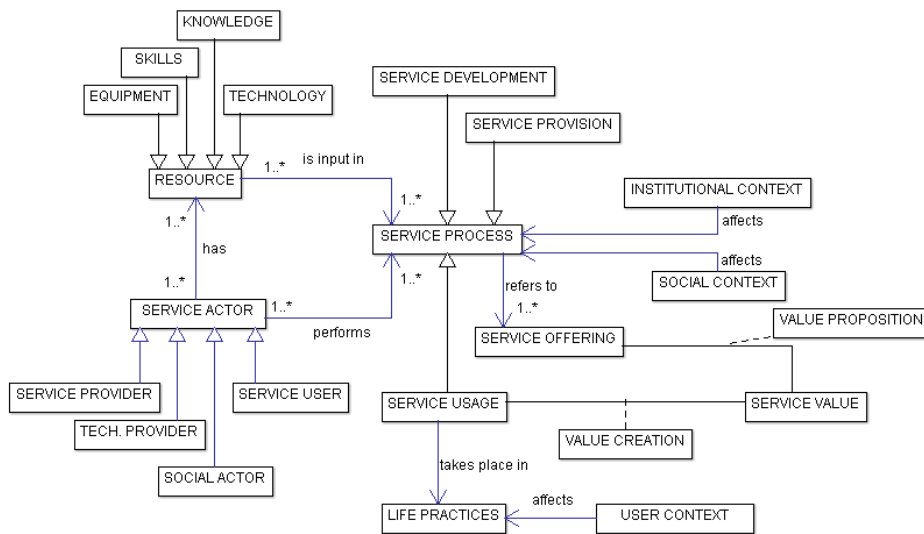 KNOWLEDGE
SKILLS
EQUIPMENT
TECHNOLOGY
SERVICE DEVELOPMENT
SERVICE PROVISION
1..*
is input in
RESOURCE
1..*
INSTITUTIONAL CONTEXT
1..*
affects
SERVICE PROCESS
has
affects
1..*
1..*
refers to
SOCIAL CONTEXT
1..*
1..*
SERVICE ACTOR
performs
VALUE PROPOSITION
SERVICE OFFERING
SERVICE PROVIDER
SERVICE USER
SERVICE USAGE
SERVICE VALUE
TECH. PROVIDER
VALUE CREATION
SOCIAL ACTOR
takes place in
affects
LIFE PRACTICES
USER CONTEXT